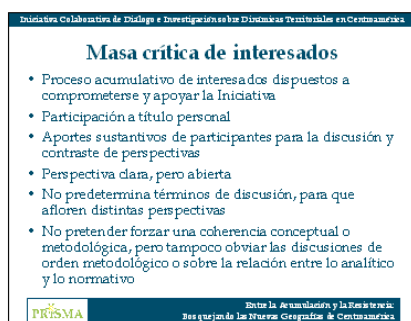 Iniciativa Colaborativa de Diálogo e Investigación sobre Dinámicas Territoriales en Centroamérica
Masa crítica de interesados
• Proceso acumulativo de interesados dispuestos a
comprometerse y apoyar la Iniciativa
• Participación a título personal
• Aportes sustantivos de participantes para la discusión y
contraste de perspectivas
• Perspectiva clara, pero abierta
• No predetermina términos de discusión, para que
afloren distintas perspectivas
• No pretender forzar una coherencia conceptual o
metodológica, pero tampoco obviar las discusiones de
orden metodológico o sobre la relación entre lo analítico
y lo normativo
PRISMA
Entre la Acumulación y la Resistencia:
Bosquejando las Nuevas Geografías de Centroamérica